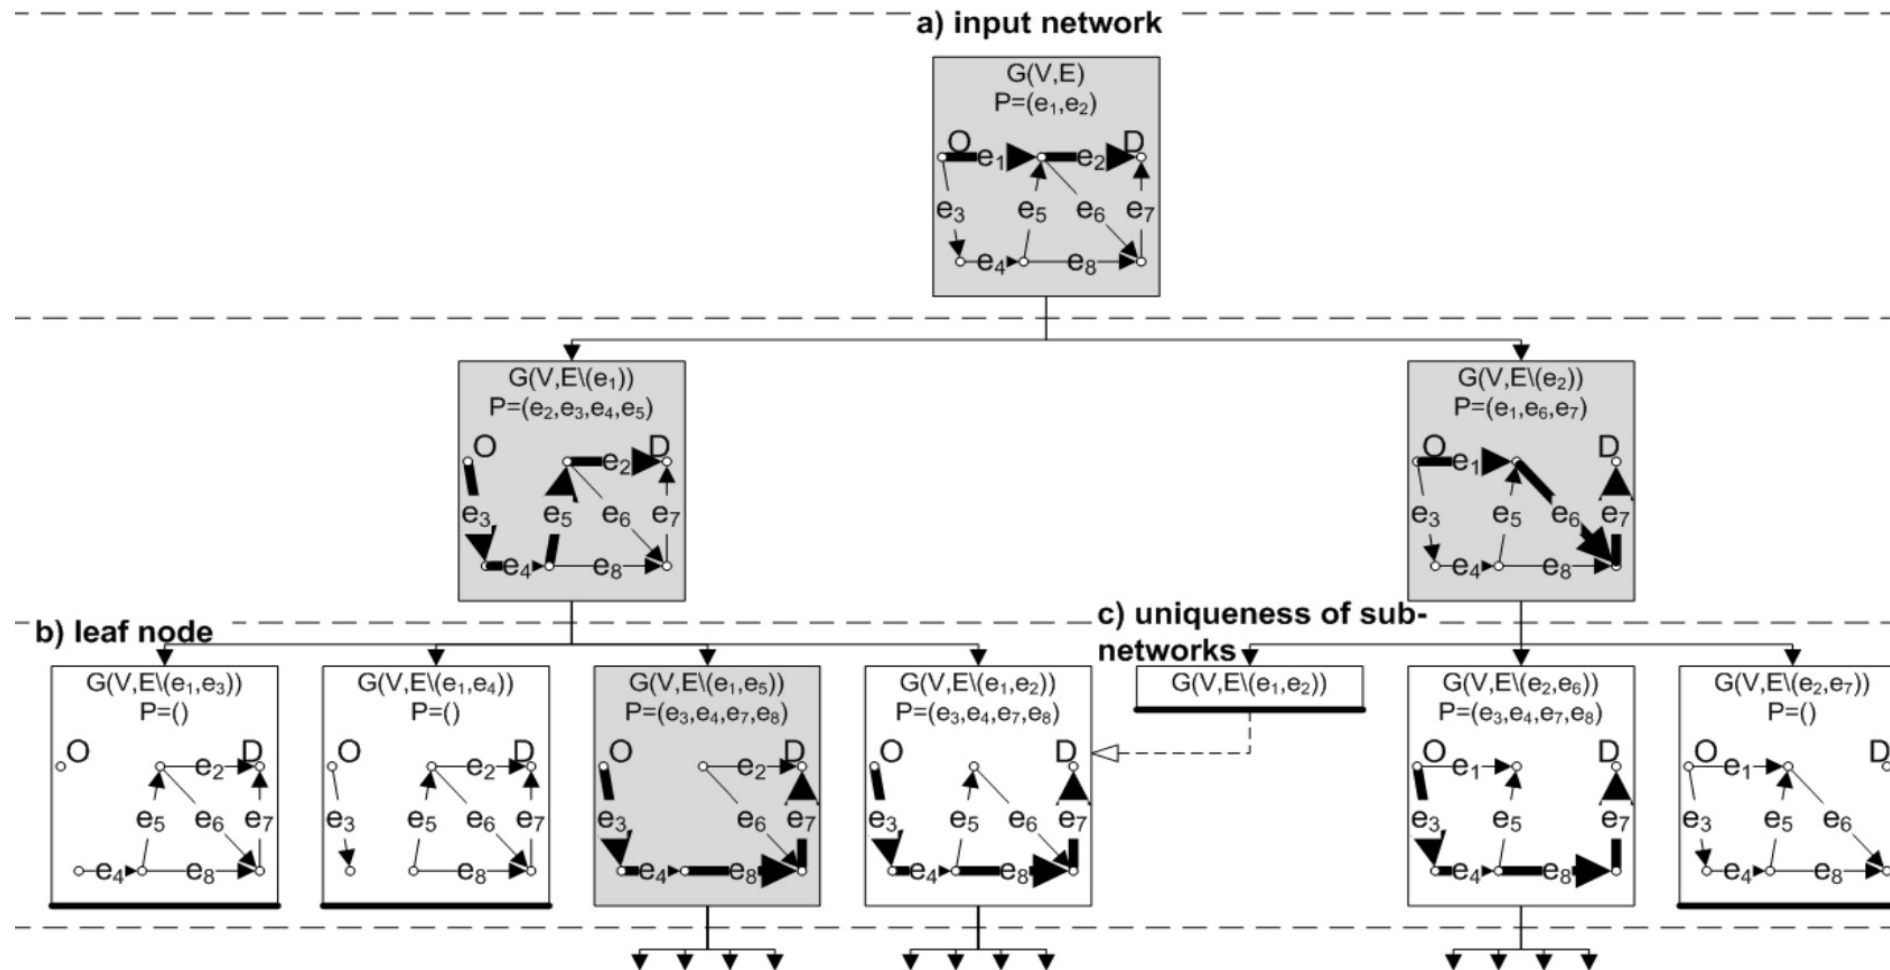 a) input network
G(V,E)
P=(e₁,e₂)
O D
e₁ e₂
e₃ e₅ e₆ e₇
e₄ e₈
G(V,E\(e₁))
P=(e₂,e₃,e₄,e₅)
O D
e₂
e₃ e₅ e₆ e₇
e₄ e₈
G(V,E\(e₂))
P=(e₁,e₆,e₇)
O D
e₁
e₃ e₅ e₆ e₇
e₄ e₈
b) leaf node
c) uniqueness of sub-
networks
G(V,E\(e₁,e₃))
P=()
O D
e₂
e₅ e₆ e₇
e₄ e₈
G(V,E\(e₁,e₄))
P=()
O D
e₂
e₃ e₅ e₆ e₇
e₈
G(V,E\(e₁,e₅))
P=(e₃,e₄,e₇,e₈)
O D
e₂
e₃ e₆ e₇
e₄ e₈
G(V,E\(e₁,e₂))
P=(e₃,e₄,e₇,e₈)
O D
e₃ e₅ e₆ e₇
e₄ e₈
G(V,E\(e₁,e₂))
G(V,E\(e₂,e₆))
P=(e₃,e₄,e₇,e₈)
O D
e₁
e₃ e₅ e₇
e₄ e₈
G(V,E\(e₂,e₇))
P=()
O D
e₁
e₃ e₅ e₆
e₄ e₈